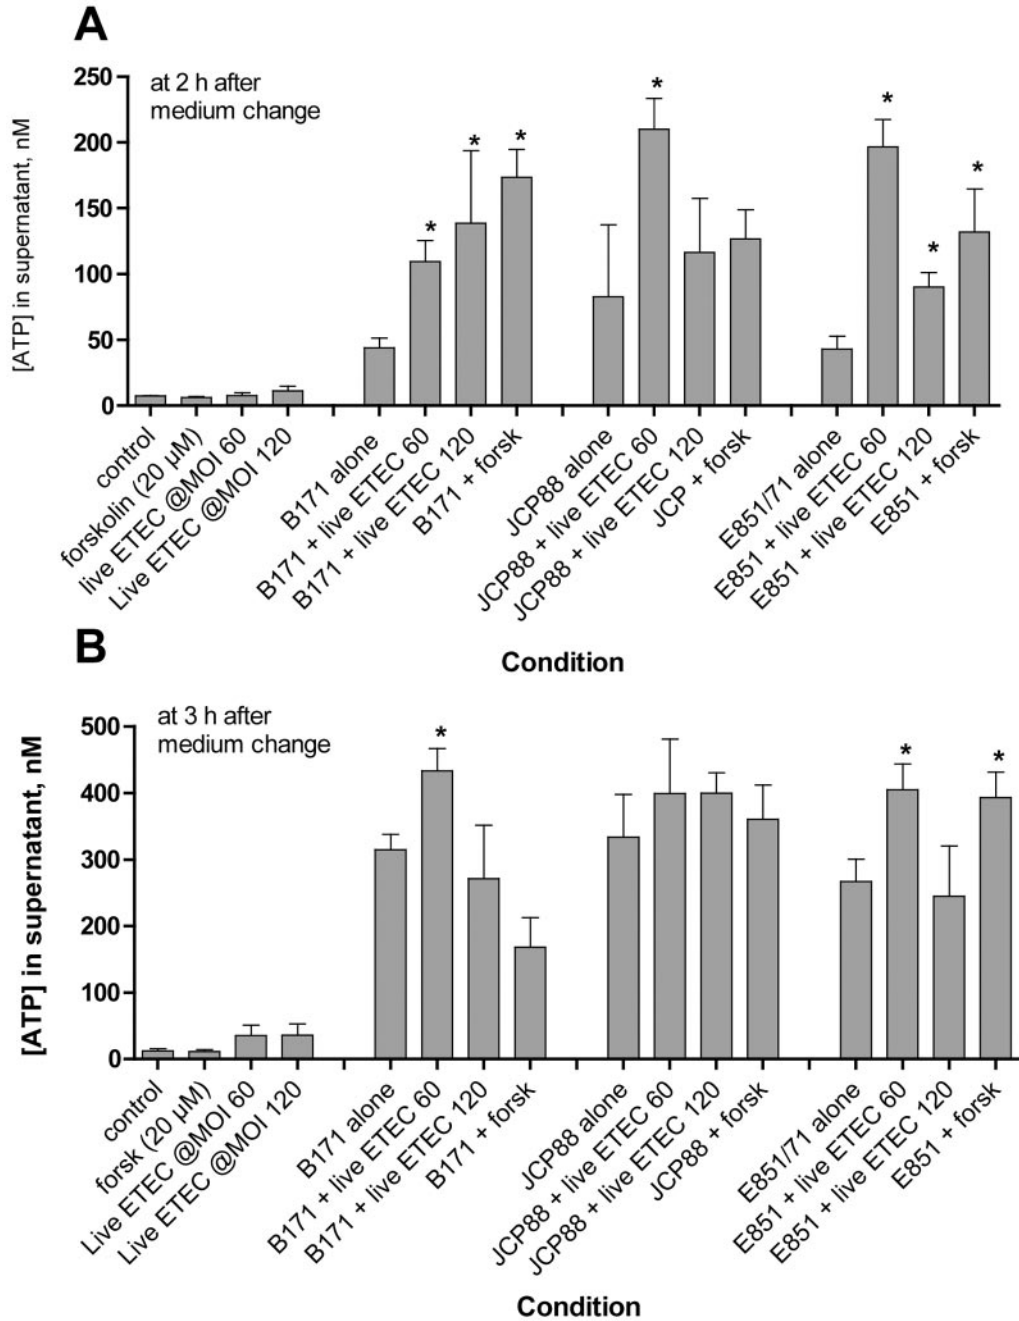 A
at 2 h after
medium change
[ATP] in supernatant, nM
250
200
150
100
50
0
* * * * * * *
control
forskolin (20 µM)
live ETEC @MOI 60
Live ETEC @MOI 120
B171 alone
B171 + live ETEC 60
B171 + live ETEC 120
B171 + forsk
JCP88 alone
JCP88 + live ETEC 60
JCP88 + live ETEC 120
JCP + forsk
E851/71 alone
E851 + live ETEC 60
E851 + live ETEC 120
E851 + forsk
Condition
B
at 3 h after
medium change
[ATP] in supernatant, nM
500
400
300
200
100
0
* * *
control
forsk (20 µM)
Live ETEC @MOI 60
Live ETEC @MOI 120
B171 alone
B171 + live ETEC 60
B171 + live ETEC 120
B171 + forsk
JCP88 alone
JCP88 + live ETEC 60
JCP88 + live ETEC 120
JCP88 + forsk
E851/71 alone
E851 + live ETEC 60
E851 + live ETEC 120
E851 + forsk
Condition